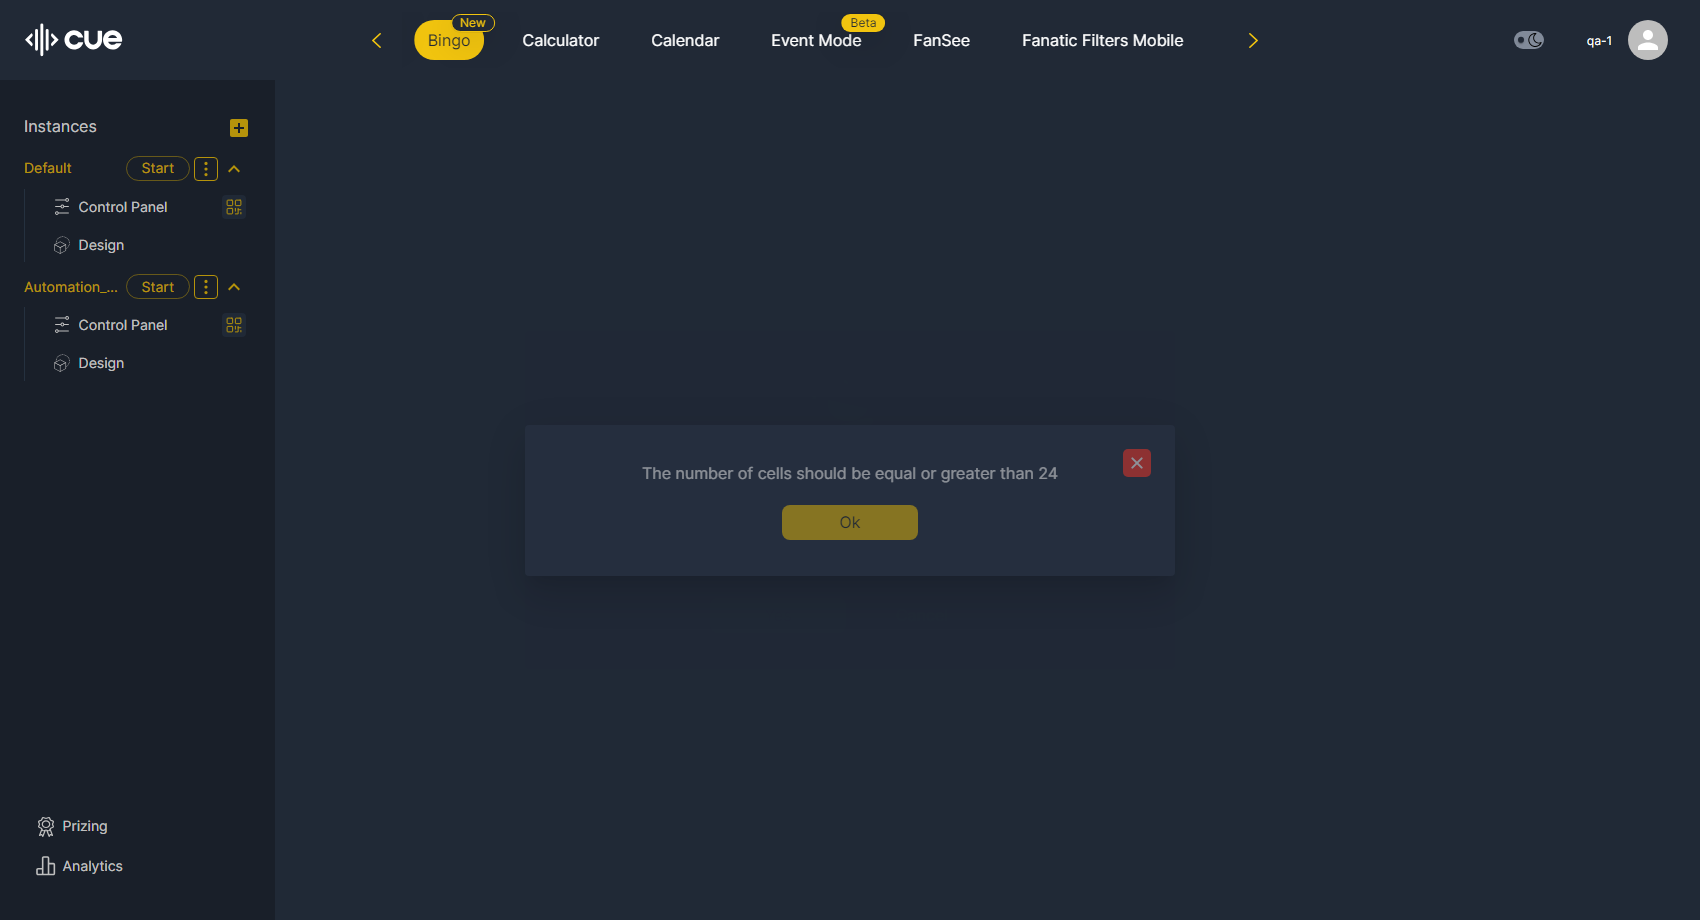 cue
New
Bingo
Calculator
Calendar
Beta
Event Mode
FanSee
Fanatic Filters Mobile
qa-1
Instances
Default
Start
Control Panel
Design
Automation_...
Start
Control Panel
Design
The number of cells should be equal or greater than 24
Ok
Prizing
Analytics